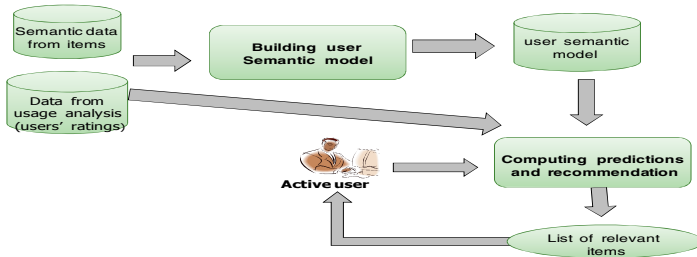 Semantic data
from items
Building user
Semantic model
user semantic
model
Data from
usage analysis
(users' ratings)
Computing predictions
and recommendation
Active user
List of relevant
items